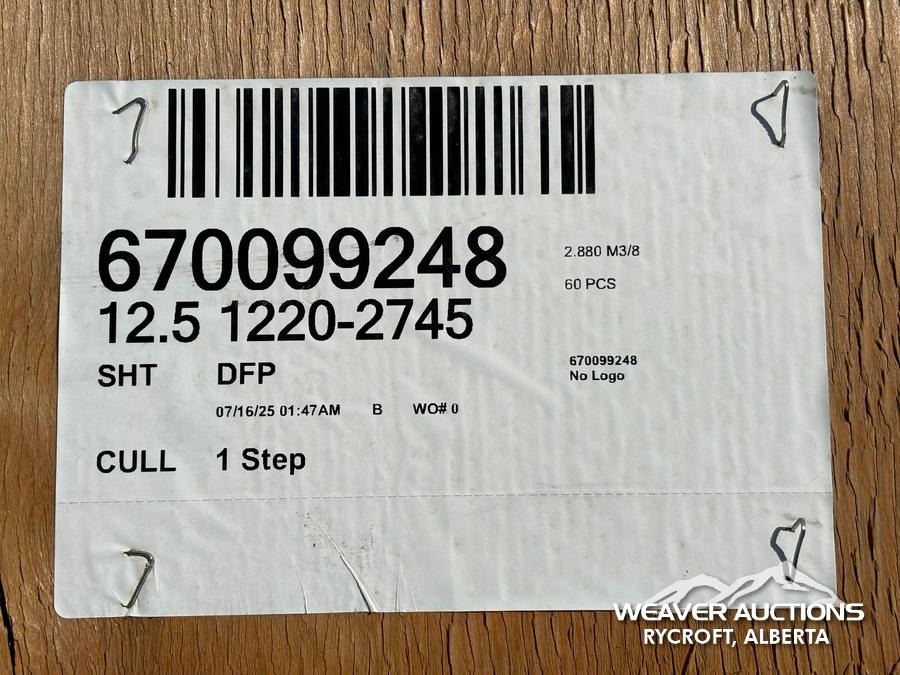 670099248
12.5 1220-2745
2.880 M3/8
60 PCS
SHT DFP
670099248
No Logo
07/16/25 01:47AM B WO# 0
CULL 1 Step
WEAVER AUCTIONS
RYCROFT, ALBERTA